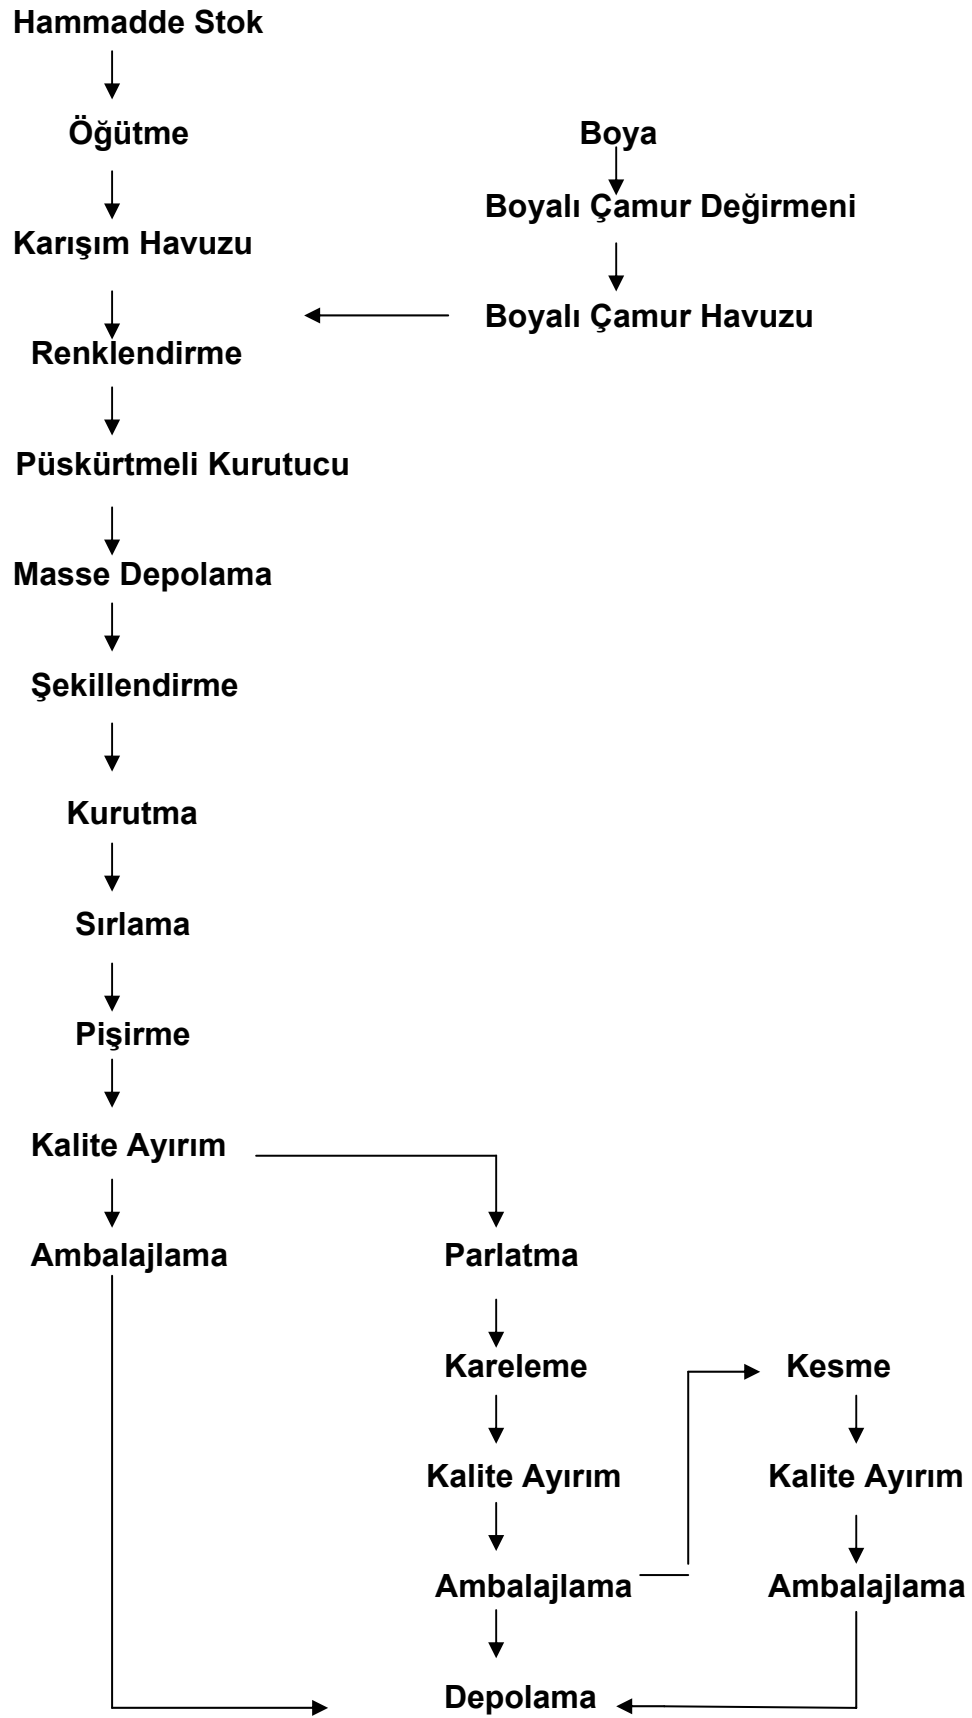 Hammadde Stok
Öğütme
Boya
Boyalı Çamur Değirmeni
Karışım Havuzu
Boyalı Çamur Havuzu
Renklendirme
Püskürtmeli Kurutucu
Masse Depolama
Şekillendirme
Kurutma
Sırlama
Pişirme
Kalite Ayırım
Ambalajlama
Parlatma
Kareleme
Kesme
Kalite Ayırım
Kalite Ayırım
Ambalajlama
Ambalajlama
Depolama